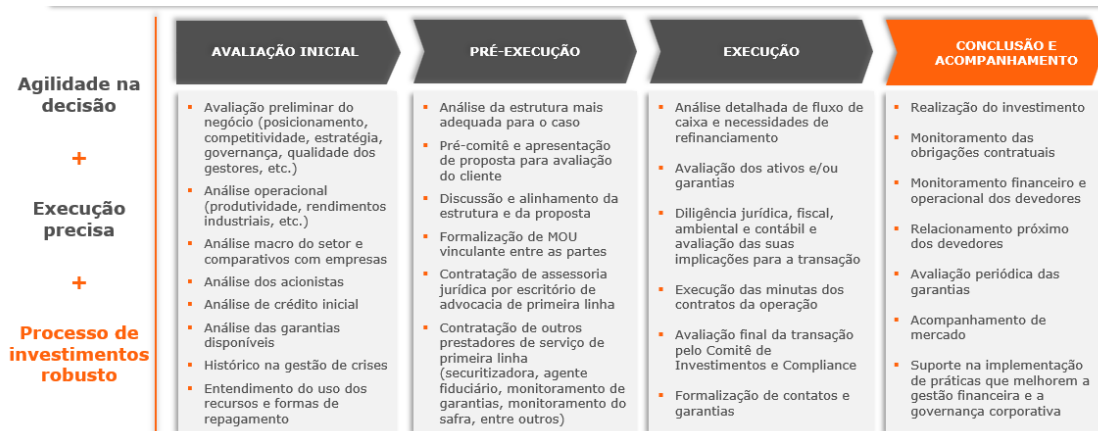 Agilidade na
decisão
+
Execução
precisa
+
Processo de
investimentos
robusto
AVALIAÇÃO INICIAL
▪ Avaliação preliminar do
negócio (posicionamento,
competitividade, estratégia,
governança, qualidade dos
gestores, etc.)
▪ Análise operacional
(produtividade, rendimentos
industriais, etc.)
▪ Análise macro do setor e
comparativos com empresas
▪ Análise dos acionistas
▪ Análise de crédito inicial
▪ Análise das garantias
disponíveis
▪ Histórico na gestão de crises
▪ Entendimento do uso dos
recursos e formas de
repagamento
PRÉ-EXECUÇÃO
▪ Análise da estrutura mais
adequada para o caso
▪ Pré-comitê e apresentação
de proposta para avaliação
do cliente
▪ Discussão e alinhamento da
estrutura e da proposta
▪ Formalização de MOU
vinculante entre as partes
▪ Contratação de assessoria
jurídica por escritório de
advocacia de primeira linha
▪ Contratação de outros
prestadores de serviço de
primeira linha
(securitizadora, agente
fiduciário, monitoramento de
garantias, monitoramento do
safra, entre outros)
EXECUÇÃO
▪ Análise detalhada de fluxo de
caixa e necessidades de
refinanciamento
▪ Avaliação dos ativos e/ou
garantias
▪ Diligência jurídica, fiscal,
ambiental e contábil e
avaliação das suas
implicações para a transação
▪ Execução das minutas dos
contratos da operação
▪ Avaliação final da transação
pelo Comitê de
Investimentos e Compliance
▪ Formalização de contatos e
garantias
CONCLUSÃO E
ACOMPANHAMENTO
▪ Realização do investimento
▪ Monitoramento das
obrigações contratuais
▪ Monitoramento financeiro e
operacional dos devedores
▪ Relacionamento próximo
dos devedores
▪ Avaliação periódica das
garantias
▪ Acompanhamento de
mercado
▪ Suporte na implementação
de práticas que melhorem a
gestão financeira e a
governança corporativa